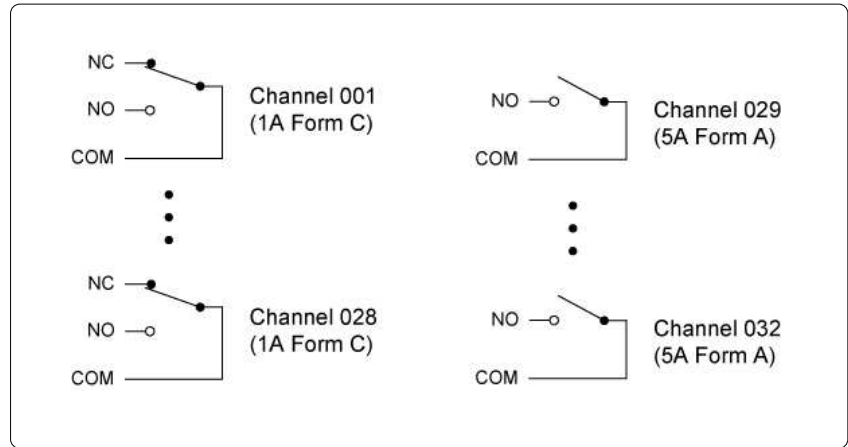 NC
NO
COM
Channel 001
(1A Form C)
NC
NO
COM
Channel 028
(1A Form C)
NO
COM
Channel 029
(5A Form A)
NO
COM
Channel 032
(5A Form A)